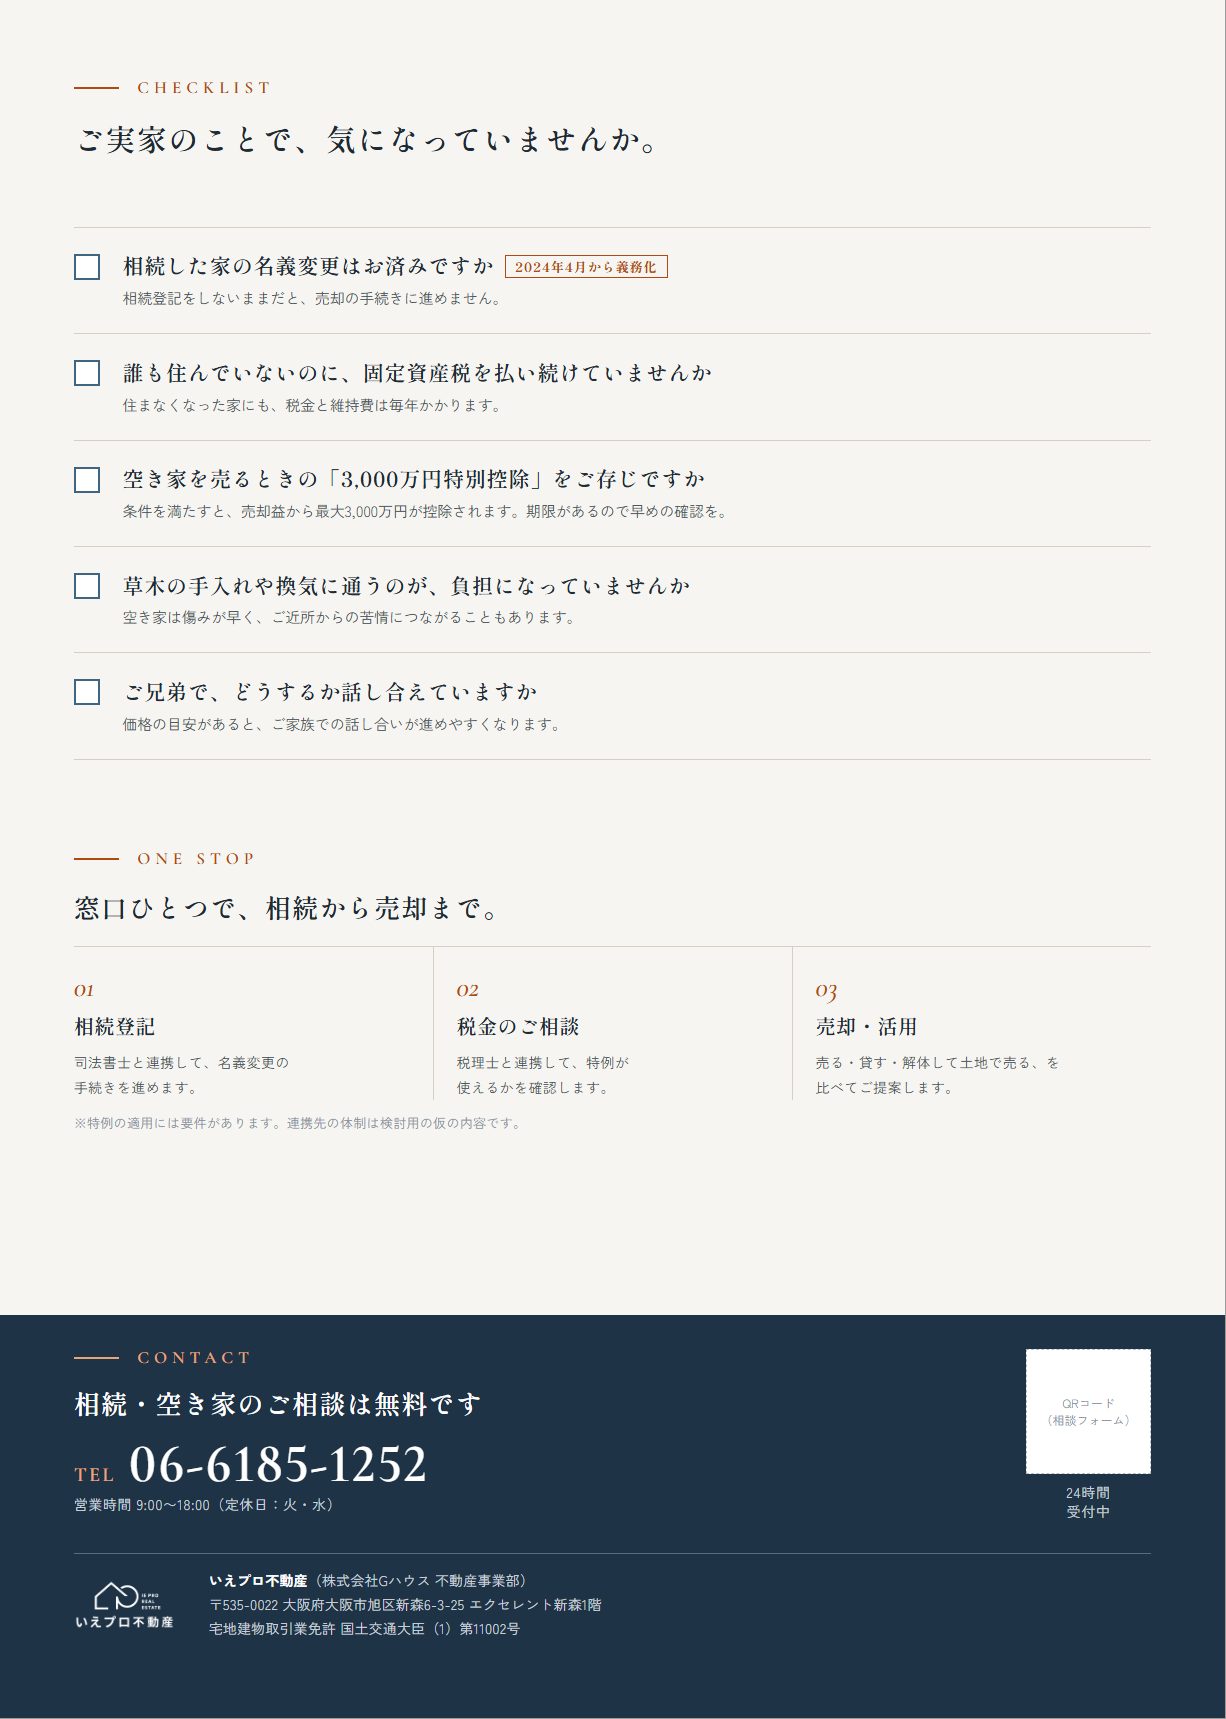 CHECKLIST
ご実家のことで、気になっていませんか。
相続した家の名義変更はお済みですか 2024年4月から義務化
相続登記をしないままだと、売却の手続きに進めません。
誰も住んでいないのに、固定資産税を払い続けていませんか
住まなくなった家にも、税金と維持費は毎年かかります。
空き家を売るときの「3,000万円特別控除」をご存じですか
条件を満たすと、売却益から最大3,000万円が控除されます。期限があるので早めの確認を。
草木の手入れや換気に通うのが、負担になっていませんか
空き家は傷みが早く、ご近所からの苦情につながることもあります。
ご兄弟で、どうするか話し合えていますか
価格の目安があると、ご家族での話し合いが進めやすくなります。
ONE STOP
窓口ひとつで、相続から売却まで。
01
相続登記
司法書士と連携して、名義変更の
手続きを進めます。
02
税金のご相談
税理士と連携して、特例が
使えるかを確認します。
03
売却・活用
売る・貸す・解体して土地で売る、を
比べてご提案します。
※特例の適用には要件があります。連携先の体制は検討用の仮の内容です。
CONTACT
相続・空き家のご相談は無料です
TEL 06-6185-1252
営業時間 9:00〜18:00（定休日：火・水）
QRコード
（相談フォーム）
24時間
受付中
IE PRO
REAL
ESTATE
いえプロ不動産
いえプロ不動産（株式会社Gハウス 不動産事業部）
〒535-0022 大阪府大阪市旭区新森6-3-25 エクセレント新森1階
宅地建物取引業免許 国土交通大臣（1）第11002号